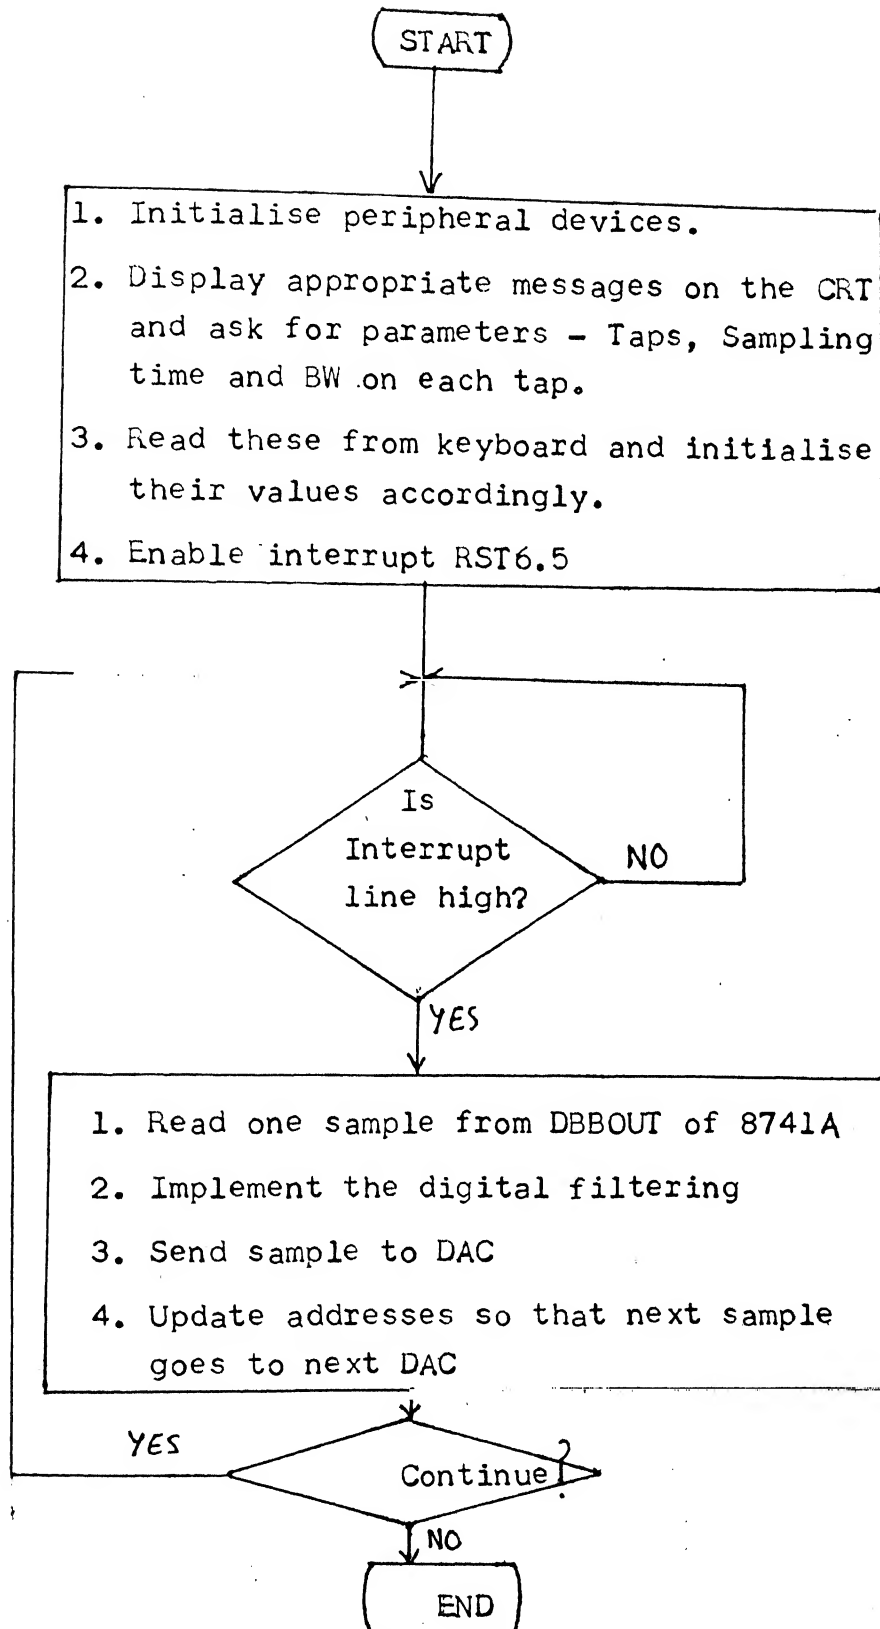 START
1. Initialise peripheral devices.
2. Display appropriate messages on the CRT
and ask for parameters - Taps, Sampling
time and BW on each tap.
3. Read these from keyboard and initialise
their values accordingly.
4. Enable interrupt RST6.5
Is
Interrupt
line high?
NO
YES
1. Read one sample from DBBOUT of 8741A
2. Implement the digital filtering
3. Send sample to DAC
4. Update addresses so that next sample
goes to next DAC
YES
Continue?
NO
END